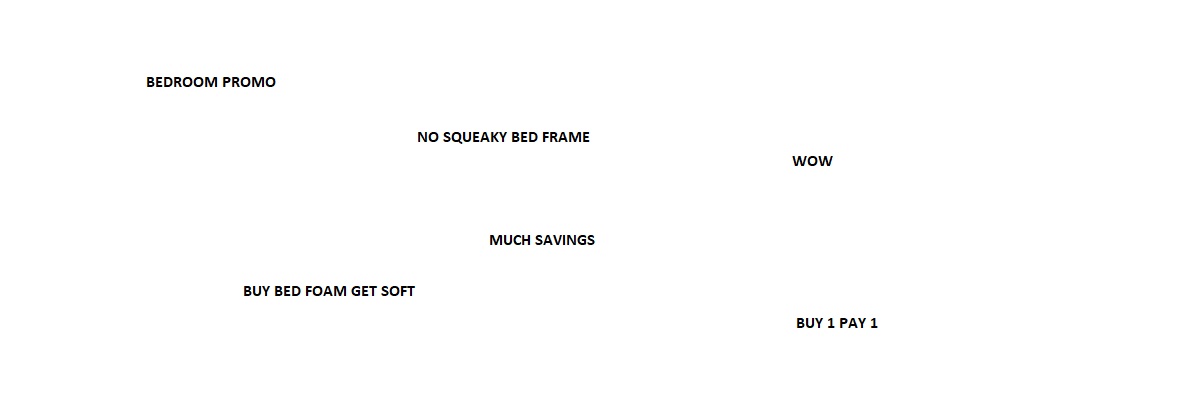 BEDROOM PROMO
NO SQUEAKY BED FRAME
WOW
MUCH SAVINGS
BUY BED FOAM GET SOFT
BUY 1 PAY 1